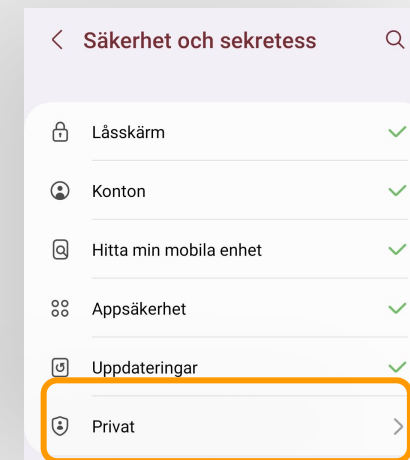 Säkerhet och sekretess
Låsskärm
Konton
Hitta min mobila enhet
Appsäkerhet
Uppdateringar
Privat